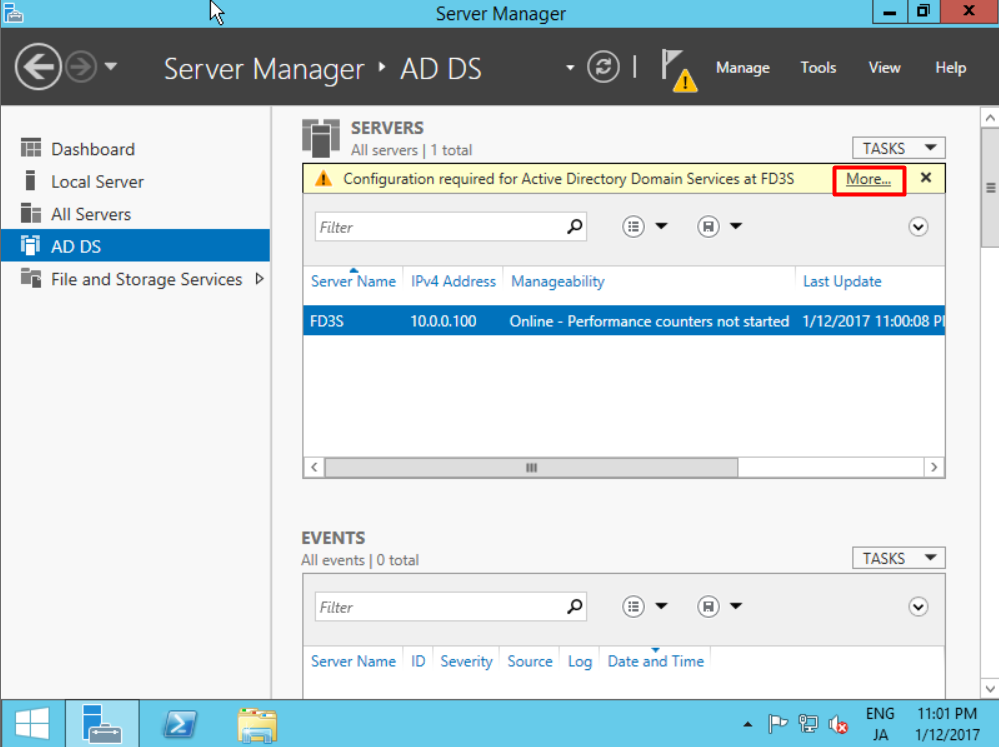 Server Manager
Server Manager ‣ AD DS
Manage Tools View Help
Dashboard
Local Server
All Servers
AD DS
File and Storage Services
SERVERS
All servers | 1 total
TASKS
Configuration required for Active Directory Domain Services at FD3S More...
Filter
Server Name IPv4 Address Manageability Last Update
FD3S 10.0.0.100 Online - Performance counters not started 1/12/2017 11:00:08 P
EVENTS
All events | 0 total
TASKS
Filter
Server Name ID Severity Source Log Date and Time
ENG 11:01 PM
JA 1/12/2017